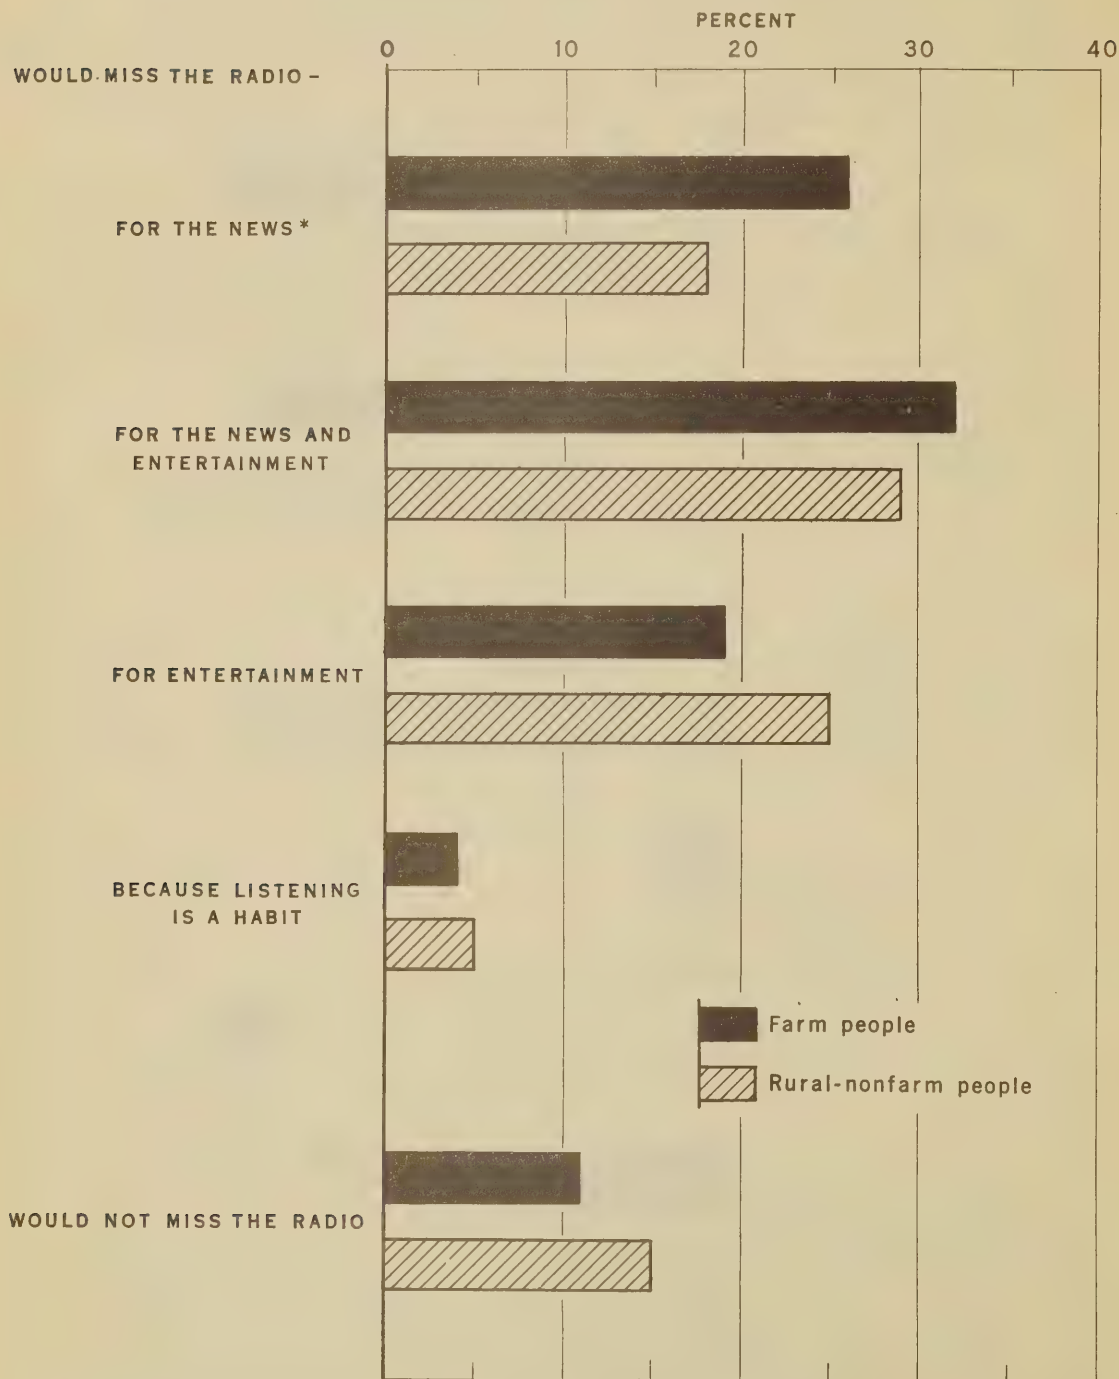 PERCENT
0 10 20 30 40
WOULD MISS THE RADIO –
FOR THE NEWS*
FOR THE NEWS AND
ENTERTAINMENT
FOR ENTERTAINMENT
BECAUSE LISTENING
IS A HABIT
Farm people
Rural-nonfarm people
WOULD NOT MISS THE RADIO